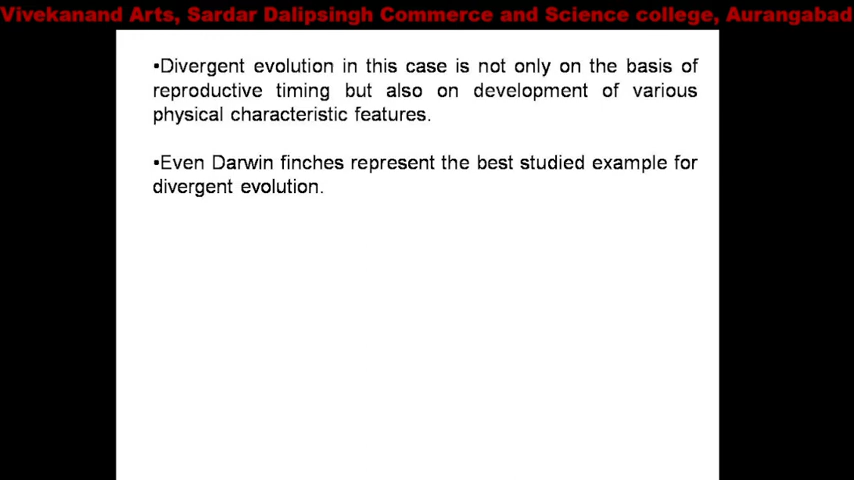 Vivekanand Arts, Sardar Dalipsingh Commerce and Science college, Aurangabad
•Divergent evolution in this case is not only on the basis of
reproductive timing but also on development of various
physical characteristic features.
•Even Darwin finches represent the best studied example for
divergent evolution.